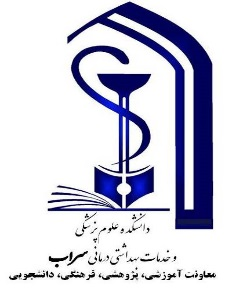 دانشکده علوم پزشکی
و خدمات بهداشتی درمانی سراب
معاونت آموزشی، پژوهشی، فرهنگی، دانشجویی